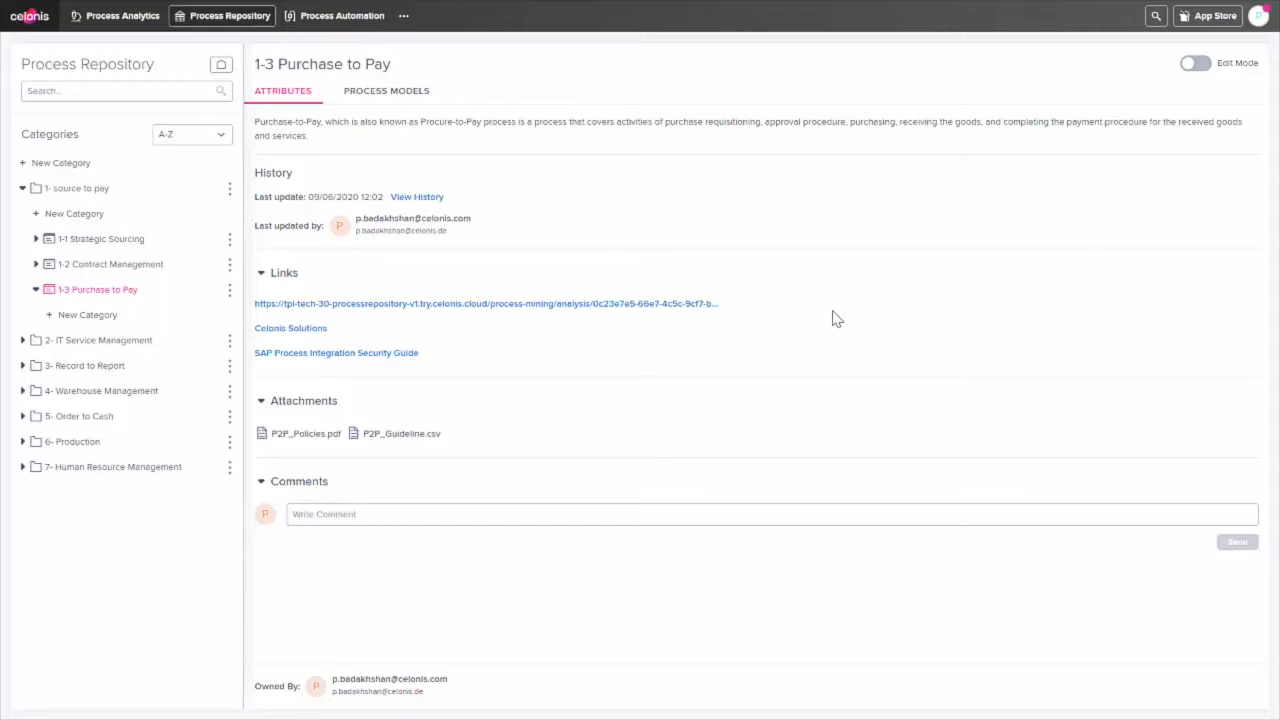 celonis Process Analytics Process Repository Process Automation ... App Store P
Process Repository
Search...
Categories A-Z
+ New Category
1- source to pay
+ New Category
1-1 Strategic Sourcing
1-2 Contract Management
1-3 Purchase to Pay
+ New Category
2- IT Service Management
3- Record to Report
4- Warehouse Management
5- Order to Cash
6- Production
7- Human Resource Management
1-3 Purchase to Pay Edit Mode
ATTRIBUTES PROCESS MODELS
Purchase-to-Pay, which is also known as Procure-to-Pay process is a process that covers activities of purchase requisitioning, approval procedure, purchasing, receiving the goods, and completing the payment procedure for the received goods
and services.
History
Last update: 09/06/2020 12:02 View History
Last updated by: P p.badakhshan@celonis.com
p.badakhshan@celonis.de
Links
https://tpi-tech-30-processrepository-v1.try.celonis.cloud/process-mining/analysis/0c23e7e5-66e7-4c5c-9cf7-b...
Celonis Solutions
SAP Process Integration Security Guide
Attachments
P2P_Policies.pdf P2P_Guideline.csv
Comments
P Write Comment
Send
Owned By: P p.badakhshan@celonis.com
p.badakhshan@celonis.de